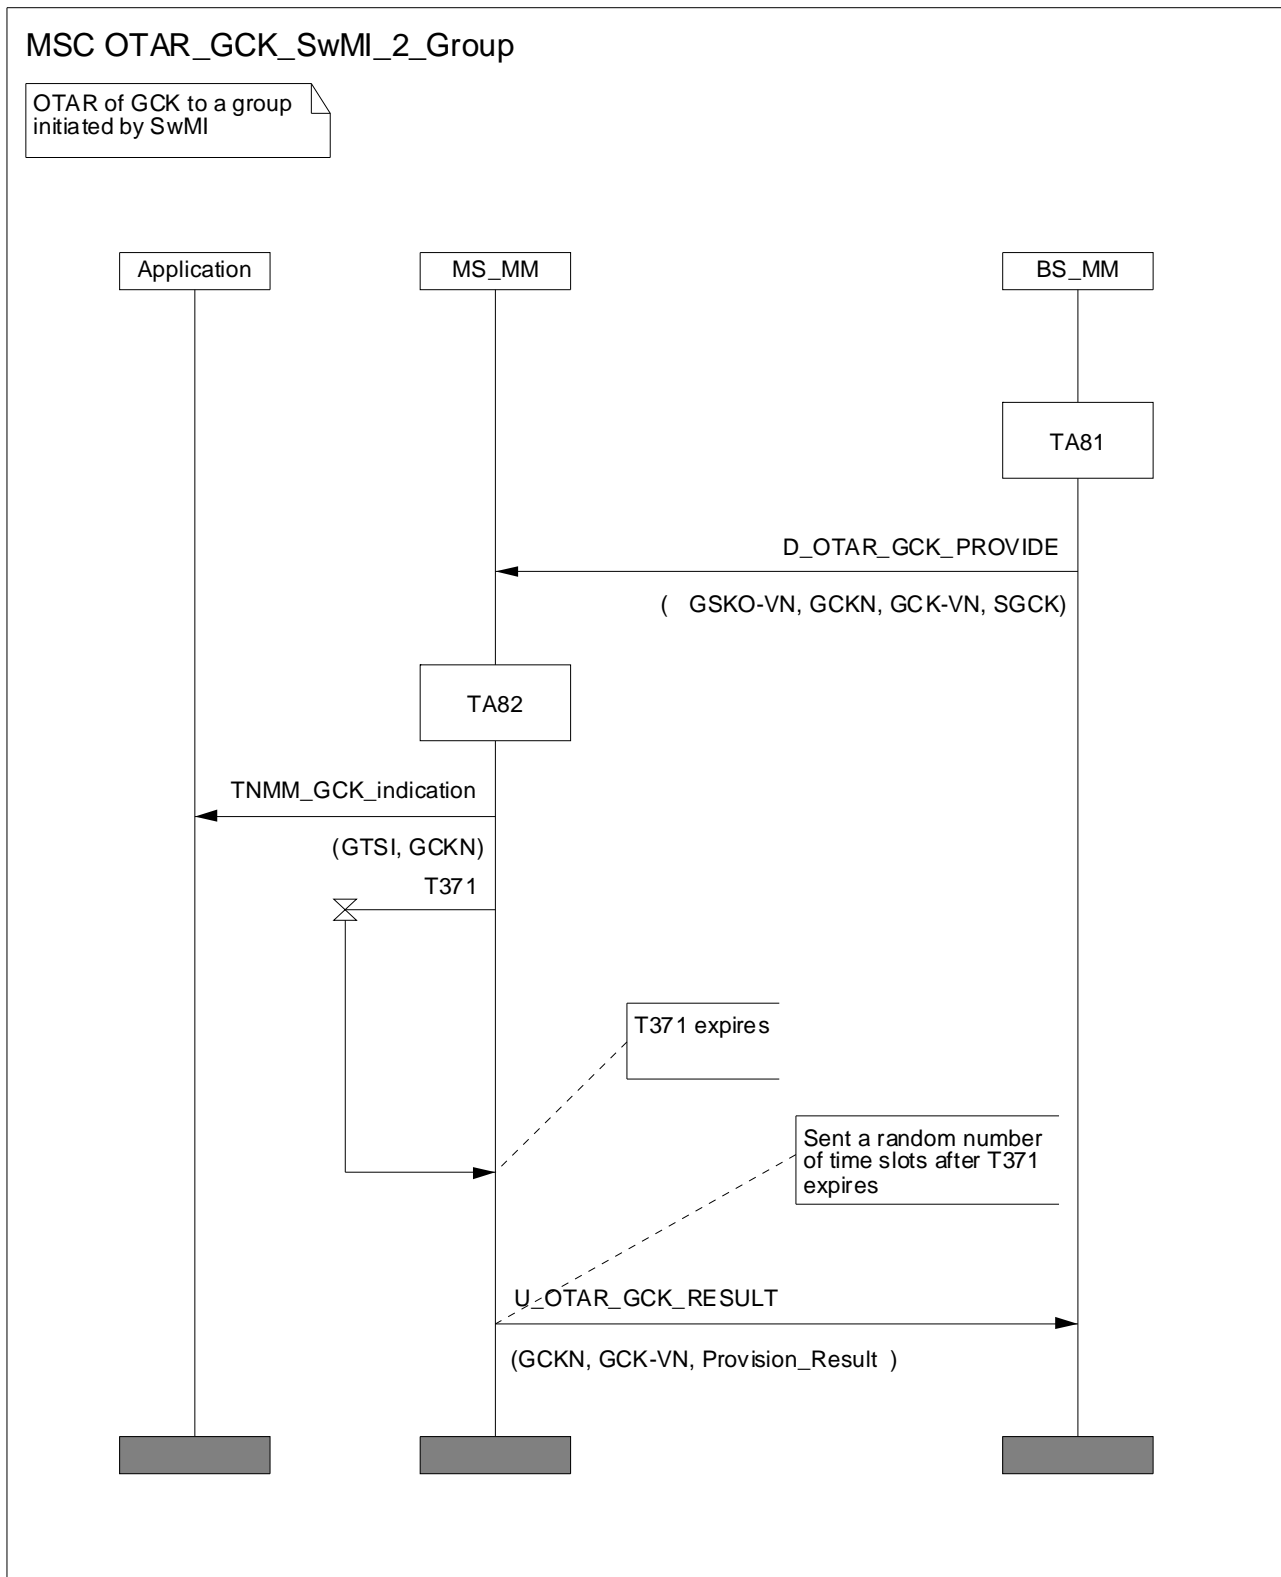 MSC OTAR_GCK_SwMI_2_Group
OTAR of GCK to a group
initiated by SwMI
Application
MS_MM
BS_MM
TA81
D_OTAR_GCK_PROVIDE
( GSKO-VN, GCKN, GCK-VN, SGCK)
TA82
TNMM_GCK_indication
(GTSI, GCKN)
T371
T371 expires
Sent a random number
of time slots after T371
expires
U_OTAR_GCK_RESULT
(GCKN, GCK-VN, Provision_Result )